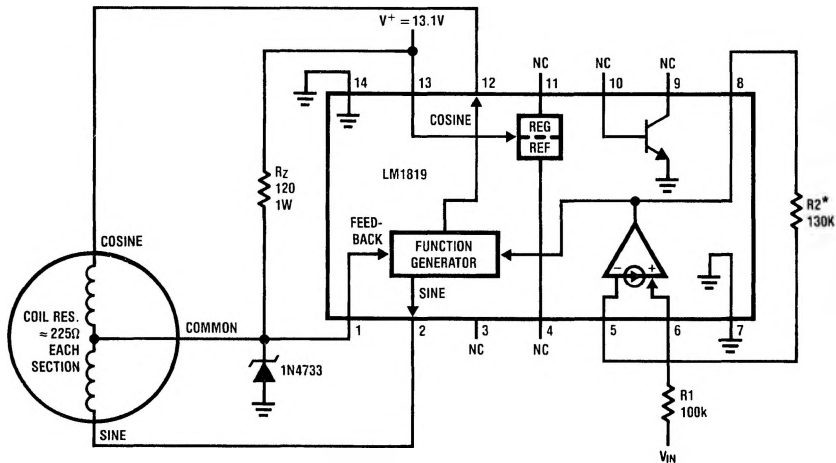 V⁺ = 13.1V
NC
NC
NC
14
13
12
11
10
9
8
COSINE
REG
REF
LM1819
RZ
120
1W
R2*
130K
FEED-
BACK
FUNCTION
GENERATOR
- +
COSINE
SINE
COIL RES.
≈ 225Ω
EACH
SECTION
COMMON
1
2
3
4
5
6
7
NC
NC
1N4733
R1
100k
SINE
VIN